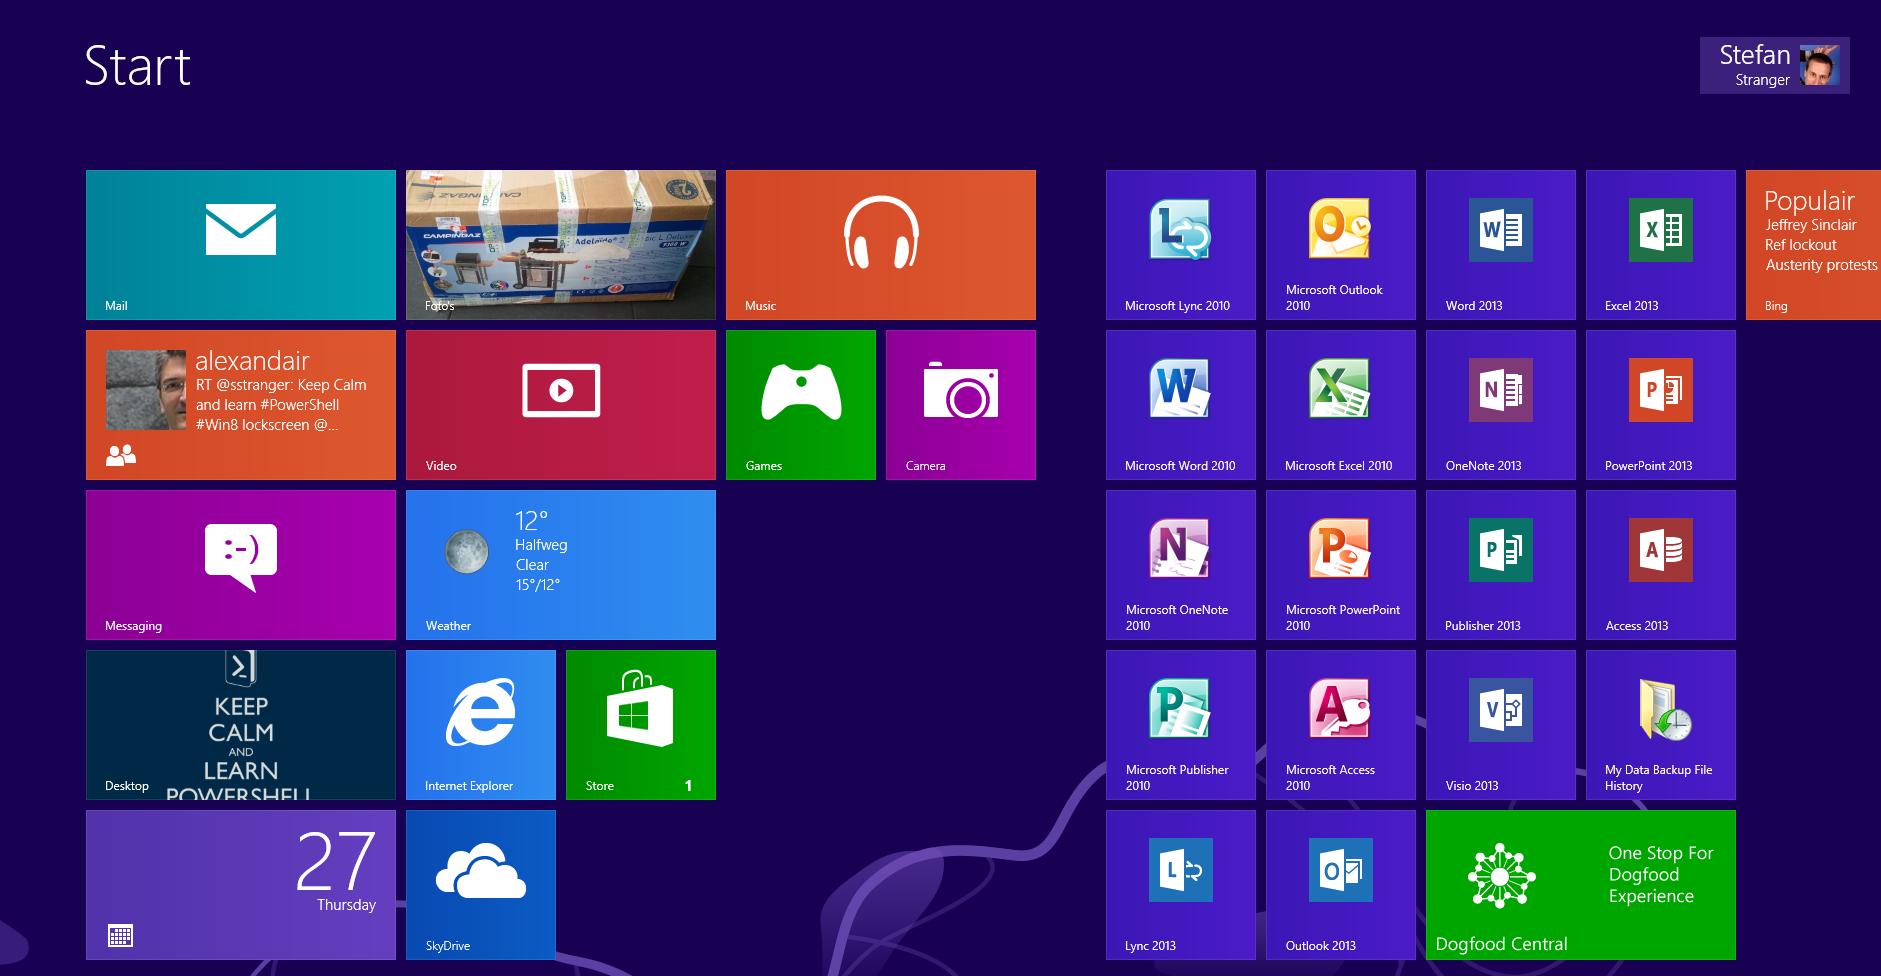 Start
Stefan
Stranger
Mail
CAMPINGAZ
CAMPINGAZ
Adelaide
Foto's
Music
alexandair
RT @sstranger: Keep Calm
and learn #PowerShell
#Win8 lockscreen @...
Video
Games
Camera
:-)
Messaging
12°
Halfweg
Clear
15°/12°
Weather
KEEP
CALM
AND
LEARN
POWERSHELL
Desktop
Internet Explorer
Store
1
27
Thursday
SkyDrive
Microsoft Lync 2010
Microsoft Outlook
2010
Word 2013
Excel 2013
Populair
Jeffrey Sinclair
Ref lockout
Austerity protests
Bing
Microsoft Word 2010
Microsoft Excel 2010
OneNote 2013
PowerPoint 2013
Microsoft OneNote
2010
Microsoft PowerPoint
2010
Publisher 2013
Access 2013
Microsoft Publisher
2010
Microsoft Access
2010
Visio 2013
My Data Backup File
History
Lync 2013
Outlook 2013
One Stop For
Dogfood
Experience
Dogfood Central